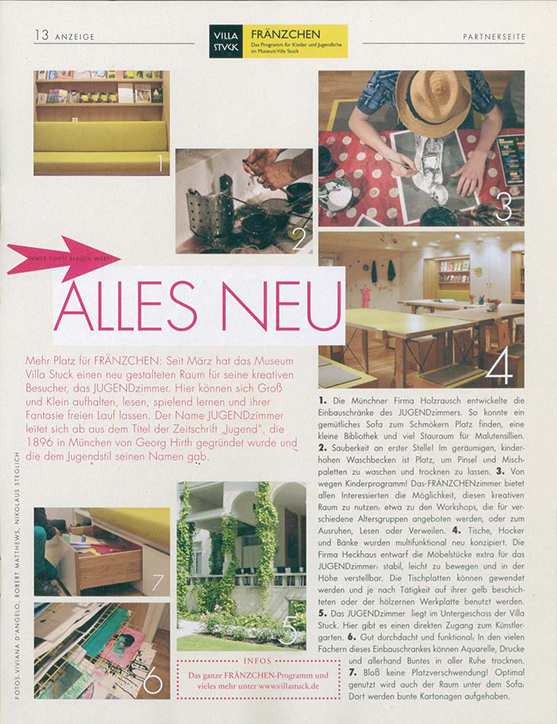 13 ANZEIGE
VILLA
STVCK
FRÄNZCHEN
Das Programm für Kinder und Jugendliche
im Museum Villa Stuck
PARTNERSEITE
1
2
3
4
IMMER EINEN BESUCH WERT!
ALLES NEU
Mehr Platz für FRÄNZCHEN: Seit März hat das Museum
Villa Stuck einen neu gestalteten Raum für seine kreativen
Besucher, das JUGENDzimmer. Hier können sich Groß
und Klein aufhalten, lesen, spielend lernen und ihrer
Fantasie freien Lauf lassen. Der Name JUGENDzimmer
leitet sich ab aus dem Titel der Zeitschrift „Jugend“, die
1896 in München von Georg Hirth gegründet wurde und
die dem Jugendstil seinen Namen gab.
1. Die Münchner Firma Holzrausch entwickelte die
Einbauschränke des JUGENDzimmers. So konnte ein
gemütliches Sofa zum Schmökern Platz finden, eine
kleine Bibliothek und viel Stauraum für Malutensilien.
2. Sauberkeit an erster Stelle! Im geräumigen, kinder-
hohen Waschbecken ist Platz, um Pinsel und Misch-
paletten zu waschen und trocknen zu lassen. 3. Von
wegen Kinderprogramm! Das FRÄNZCHENzimmer bietet
allen Interessierten die Möglichkeit, diesen kreativen
Raum zu nutzen: etwa zu den Workshops, die für ver-
schiedene Altersgruppen angeboten werden, oder zum
Ausruhen, Lesen oder Verweilen. 4. Tische, Hocker
und Bänke wurden multifunktional neu konzipiert. Die
Firma Heckhaus entwarf die Möbelstücke extra für das
JUGENDzimmer: stabil, leicht zu bewegen und in der
Höhe verstellbar. Die Tischplatten können gewendet
werden und je nach Tätigkeit auf ihrer gelb beschich-
teten oder der hölzernen Werkplatte benutzt werden.
5. Das JUGENDzimmer liegt im Untergeschoss der Villa
Stuck. Hier gibt es einen direkten Zugang zum Künstler-
garten. 6. Gut durchdacht und funktional: In den vielen
Fächern dieses Einbauschrankes können Aquarelle, Drucke
und allerhand Buntes in aller Ruhe trocknen.
7. Bloß keine Platzverschwendung! Optimal
genutzt wird auch der Raum unter dem Sofa:
Dort werden bunte Kartonagen aufgehoben.
7
5
6
INFOS
Das ganze FRÄNZCHEN-Programm und
vieles mehr unter www.villastuck.de
FOTOS VIVIANA D'ANGELO, ROBERT MATTHEWS, NIKOLAUS STEGLICH